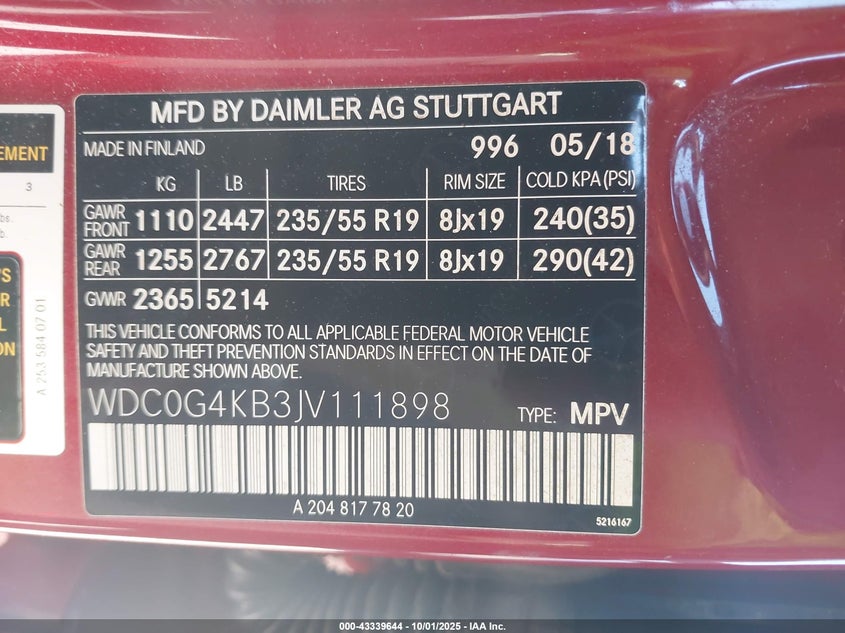 MFD BY DAIMLER AG STUTTGART
MADE IN FINLAND 996 05/18
KG LB TIRES RIM SIZE COLD KPA(PSI)
GAWR FRONT 1110 2447 235/55 R19 8Jx19 240(35)
GAWR REAR 1255 2767 235/55 R19 8Jx19 290(42)
GVWR 2365 5214
THIS VEHICLE CONFORMS TO ALL APPLICABLE FEDERAL MOTOR VEHICLE
SAFETY AND THEFT PREVENTION STANDARDS IN EFFECT ON THE DATE OF
MANUFACTURE SHOWN ABOVE.
WDC0G4KB3JV111898 TYPE: MPV
A 204 817 78 20
5216167
EMENT
3
lbs.
b.
'S
R
L
ON
A 253 584 07 01
000-43339644 - 10/01/2025 - IAA Inc.